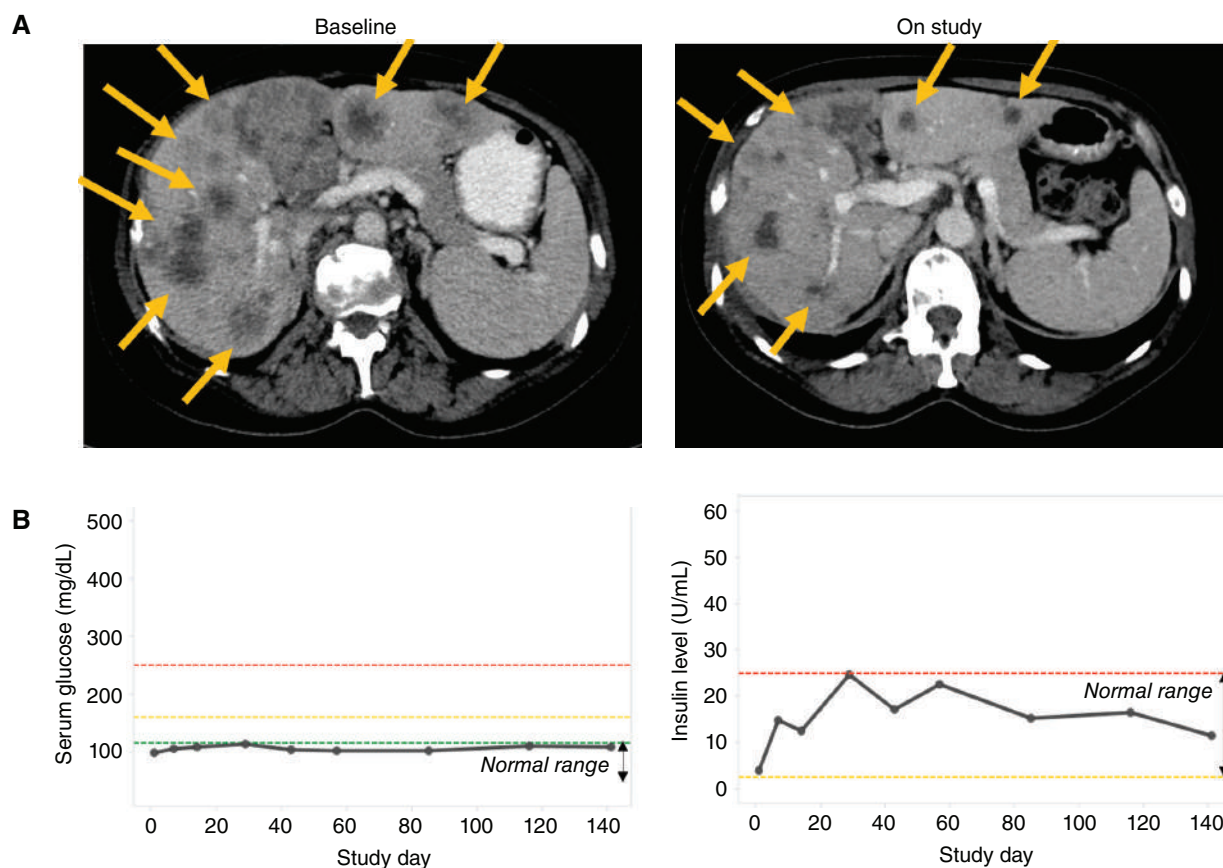 A
Baseline
On study
B
Serum glucose (mg/dL)
500
400
300
200
100
Normal range
0 20 40 60 80 100 120 140
Study day
Insulin level (U/mL)
60
50
40
30
20
10
0
Normal range
0 20 40 60 80 100 120 140
Study day